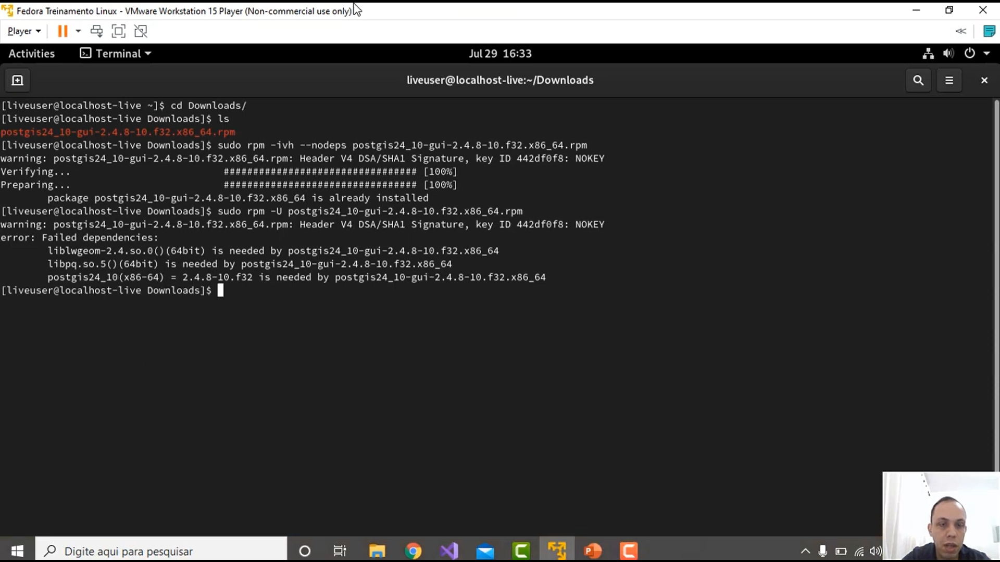 Fedora Treinamento Linux - VMware Workstation 15 Player (Non-commercial use only)
Player
Activities Terminal Jul 29 16:33
liveuser@localhost-live:~/Downloads
[liveuser@localhost-live ~]$ cd Downloads/
[liveuser@localhost-live Downloads]$ ls
postgis24_10-gui-2.4.8-10.f32.x86_64.rpm
[liveuser@localhost-live Downloads]$ sudo rpm -ivh --nodeps postgis24_10-gui-2.4.8-10.f32.x86_64.rpm
warning: postgis24_10-gui-2.4.8-10.f32.x86_64.rpm: Header V4 DSA/SHA1 Signature, key ID 442df0f8: NOKEY
Verifying... ################################# [100%]
Preparing... ################################# [100%]
package postgis24_10-gui-2.4.8-10.f32.x86_64 is already installed
[liveuser@localhost-live Downloads]$ sudo rpm -U postgis24_10-gui-2.4.8-10.f32.x86_64.rpm
warning: postgis24_10-gui-2.4.8-10.f32.x86_64.rpm: Header V4 DSA/SHA1 Signature, key ID 442df0f8: NOKEY
error: Failed dependencies:
liblwgeom-2.4.so.0()(64bit) is needed by postgis24_10-gui-2.4.8-10.f32.x86_64
libpq.so.5()(64bit) is needed by postgis24_10-gui-2.4.8-10.f32.x86_64
postgis24_10(x86-64) = 2.4.8-10.f32 is needed by postgis24_10-gui-2.4.8-10.f32.x86_64
[liveuser@localhost-live Downloads]$
Digite aqui para pesquisar